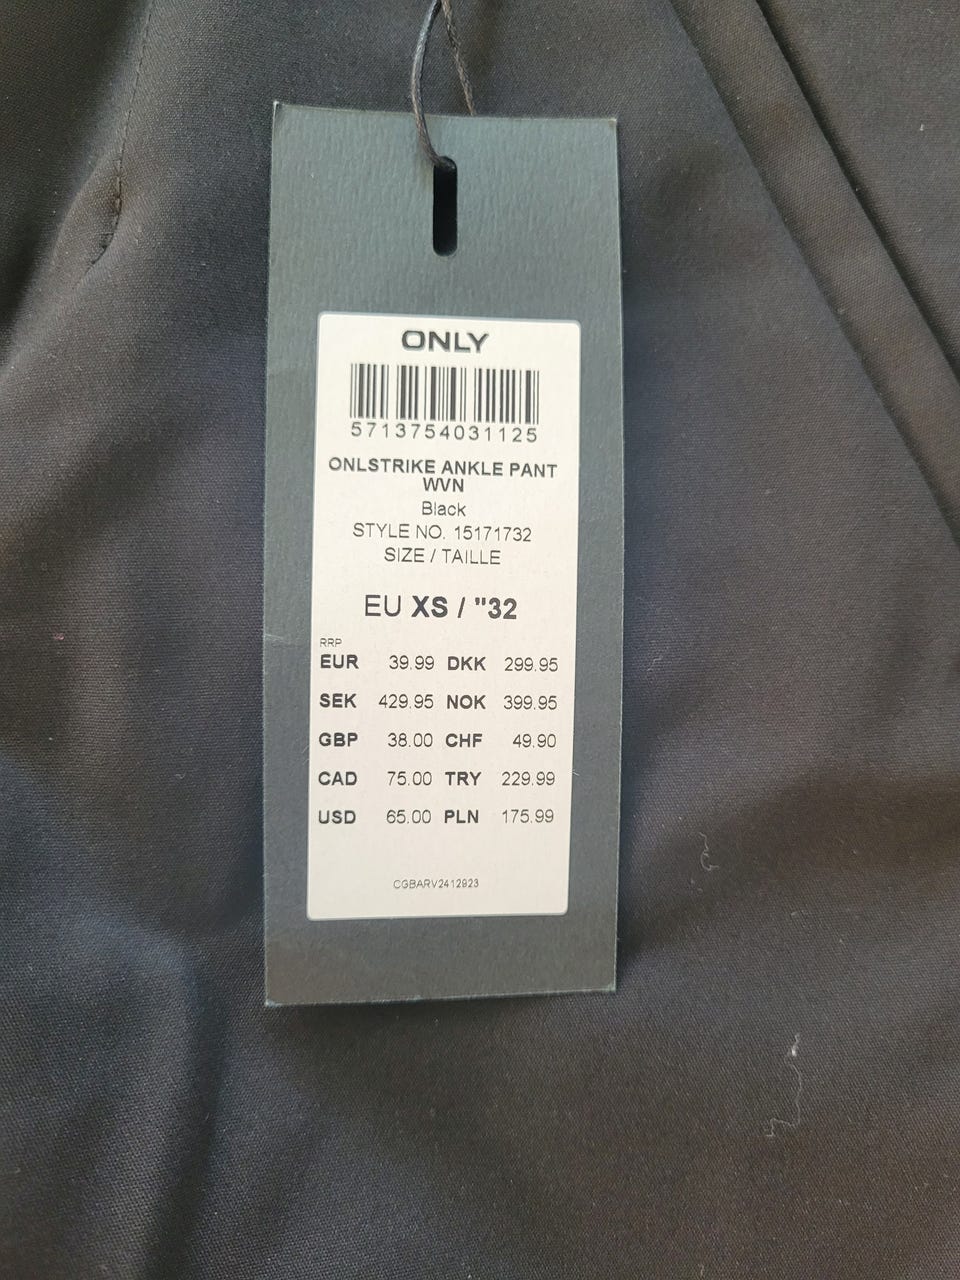 ONLY
5713754031125
ONLSTRIKE ANKLE PANT
WVN
Black
STYLE NO. 15171732
SIZE / TAILLE
EU XS / "32
RRP
EUR 39.99 DKK 299.95
SEK 429.95 NOK 399.95
GBP 38.00 CHF 49.90
CAD 75.00 TRY 229.99
USD 65.00 PLN 175.99
CGBARV2412923